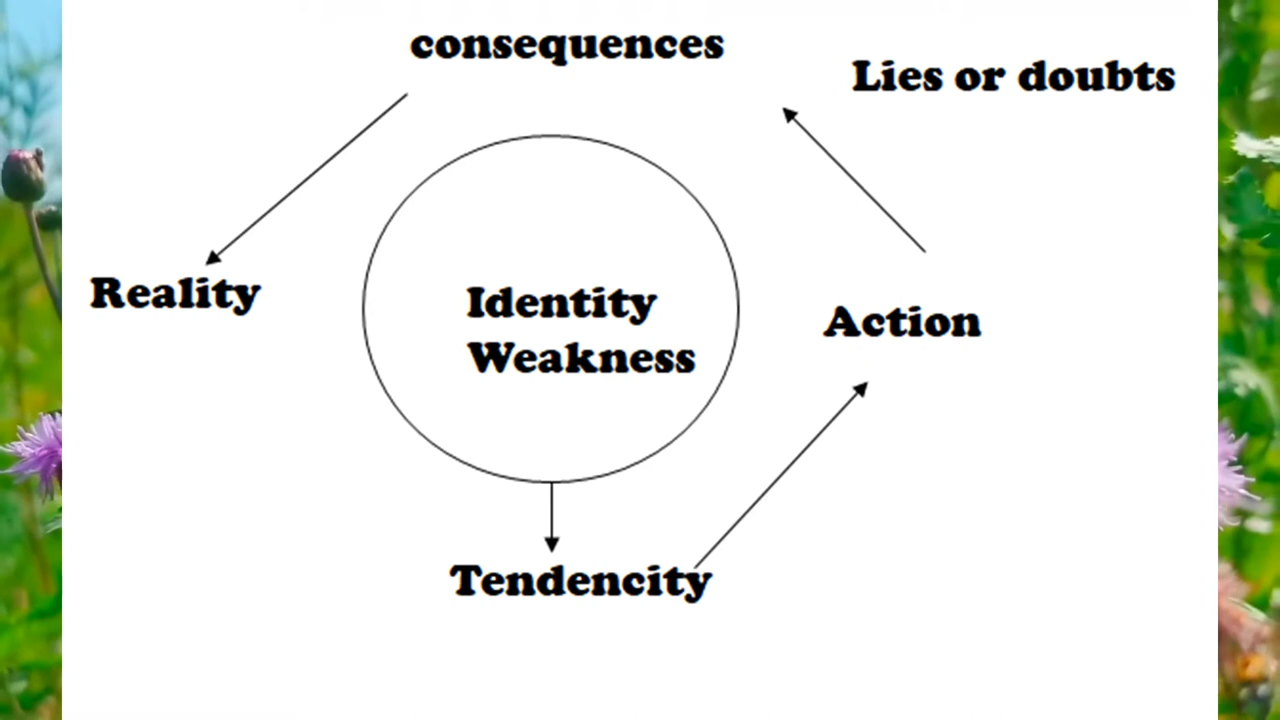 consequences
Lies or doubts
Reality
Identity
Weakness
Action
Tendencity